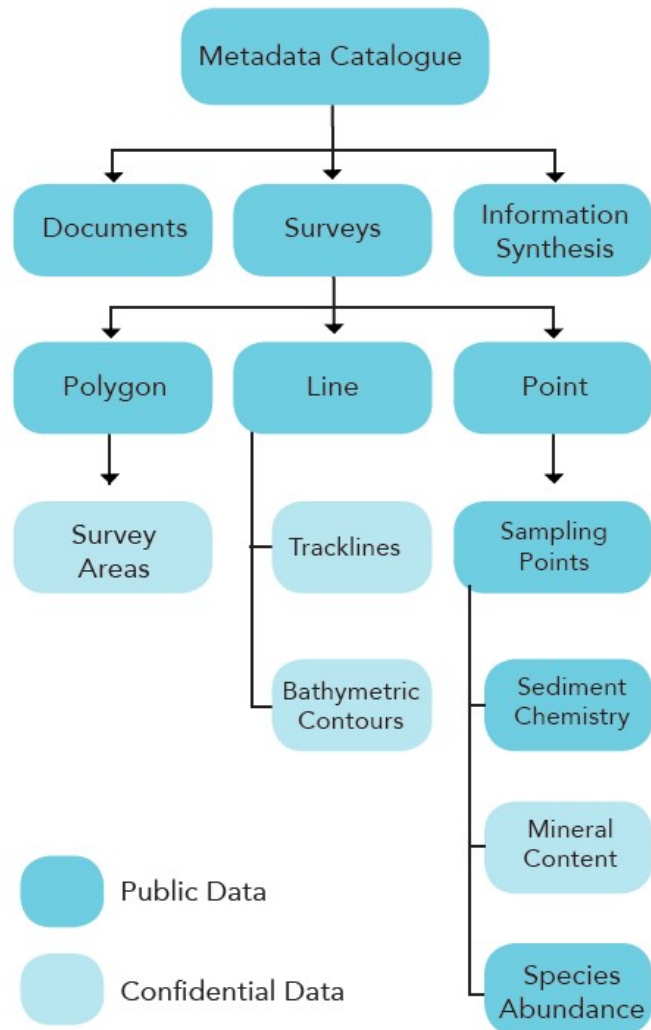 Metadata Catalogue
Documents
Surveys
Information
Synthesis
Polygon
Line
Point
Survey
Areas
Tracklines
Sampling
Points
Bathymetric
Contours
Sediment
Chemistry
Mineral
Content
Species
Abundance
Public Data
Confidential Data